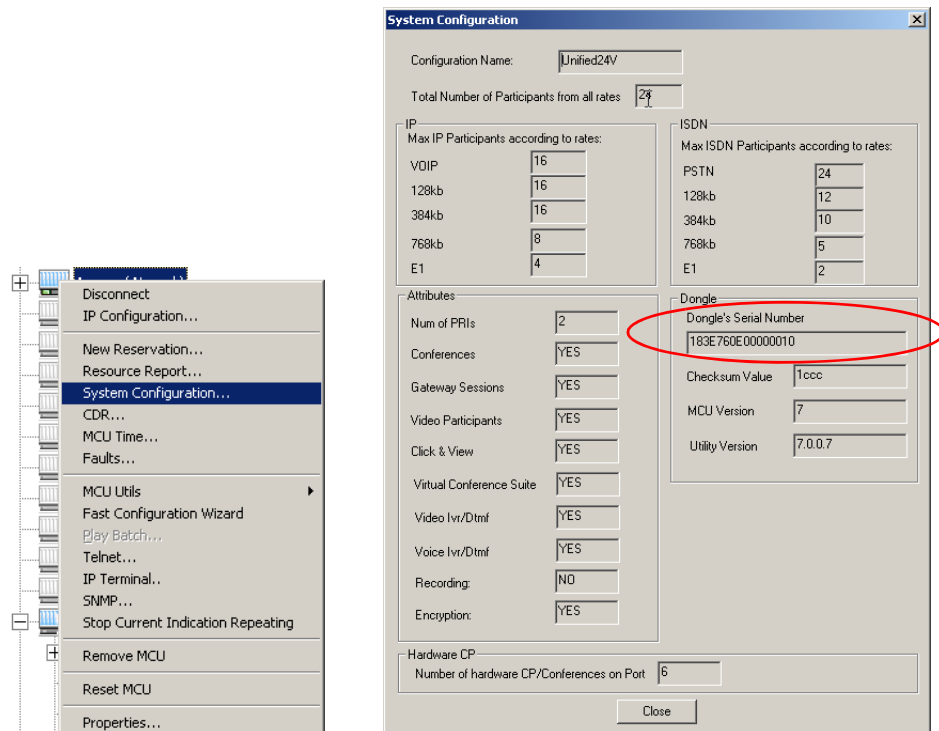 Disconnect
IP Configuration...
New Reservation...
Resource Report...
System Configuration...
CDR...
MCU Time...
Faults...
MCU Utils
Fast Configuration Wizard
Play Batch...
Telnet...
IP Terminal..
SNMP...
Stop Current Indication Repeating
Remove MCU
Reset MCU
Properties...
System Configuration
Configuration Name: Unified24V
Total Number of Participants from all rates
IP
Max IP Participants according to rates:
VOIP 16
128kb 16
384kb 16
768kb 8
E1 4
ISDN
Max ISDN Participants according to rates:
PSTN 24
128kb 12
384kb 10
768kb 5
E1 2
Attributes
Num of PRIs 2
Conferences YES
Gateway Sessions YES
Video Participants YES
Click & View YES
Virtual Conference Suite YES
Video Ivr/Dtmf YES
Voice Ivr/Dtmf YES
Recording: NO
Encryption: YES
Dongle
Dongle's Serial Number
183E760E00000010
Checksum Value 1ccc
MCU Version 7
Utility Version 7.0.0.7
Hardware CP
Number of hardware CP/Conferences on Port 6
Close